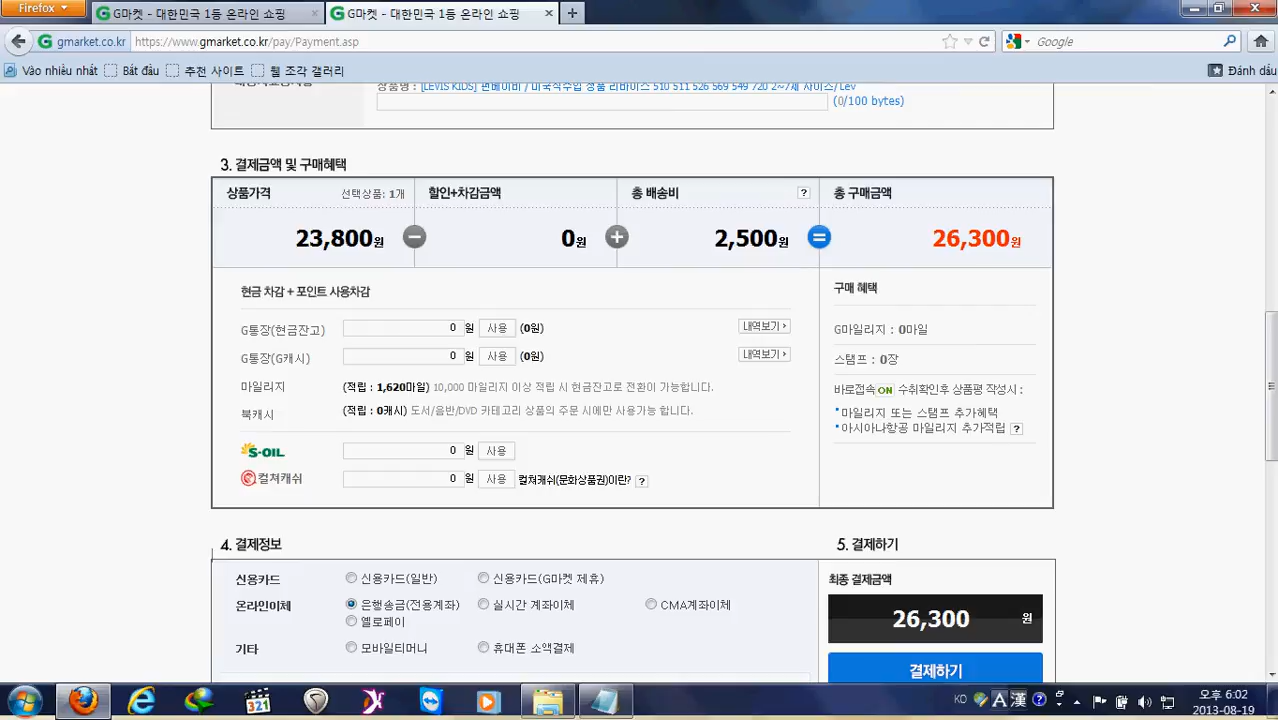 Firefox
G마켓 - 대한민국 1등 온라인 쇼핑
G마켓 - 대한민국 1등 온라인 쇼핑
gmarket.co.kr
https://www.gmarket.co.kr/pay/Payment.asp
Google
Vào nhiều nhất
Bắt đầu
추천 사이트
웹 조각 갤러리
Đánh dấu
상품명 : [LEVIS KIDS]
510 511 526 569 549 720 2~7세 사이즈/Lev
(0/100 bytes)
3. 결제금액 및 구매혜택
상품가격 선택상품: 1개 할인+차감금액 총 배송비 ? 총 구매금액
23,800원 − 0원 + 2,500원 = 26,300원
현금 차감 + 포인트 사용차감
G통장(현금잔고) 0 원 사용 (0원) 내역보기
G통장(G캐시) 0 원 사용 (0원) 내역보기
마일리지 (적립 : 1,620마일) 10,000 마일리지 이상 적립 시 현금잔고로 전환이 가능합니다.
북캐시 (적립 : 0캐시) 도서/음반/DVD 카테고리 상품의 주문 시에만 사용가능 합니다.
S-OIL 0 원 사용
컬쳐캐쉬 0 원 사용 컬쳐캐쉬(문화상품권)이란? ?
구매 혜택
G마일리지 : 0마일
스탬프 : 0장
바로접속 ON 수취확인후 상품평 작성시 :
마일리지 또는 스탬프 추가혜택
아시아나항공 마일리지 추가적립 ?
4. 결제정보
신용카드 신용카드(일반) 신용카드(G마켓 제휴)
온라인이체 은행송금(전용계좌) 실시간 계좌이체 CMA계좌이체
옐로페이
기타 모바일티머니 휴대폰 소액결제
5. 결제하기
최종 결제금액
26,300 원
결제하기
321
KO
A 漢 ?
오후 6:02
2013-08-19